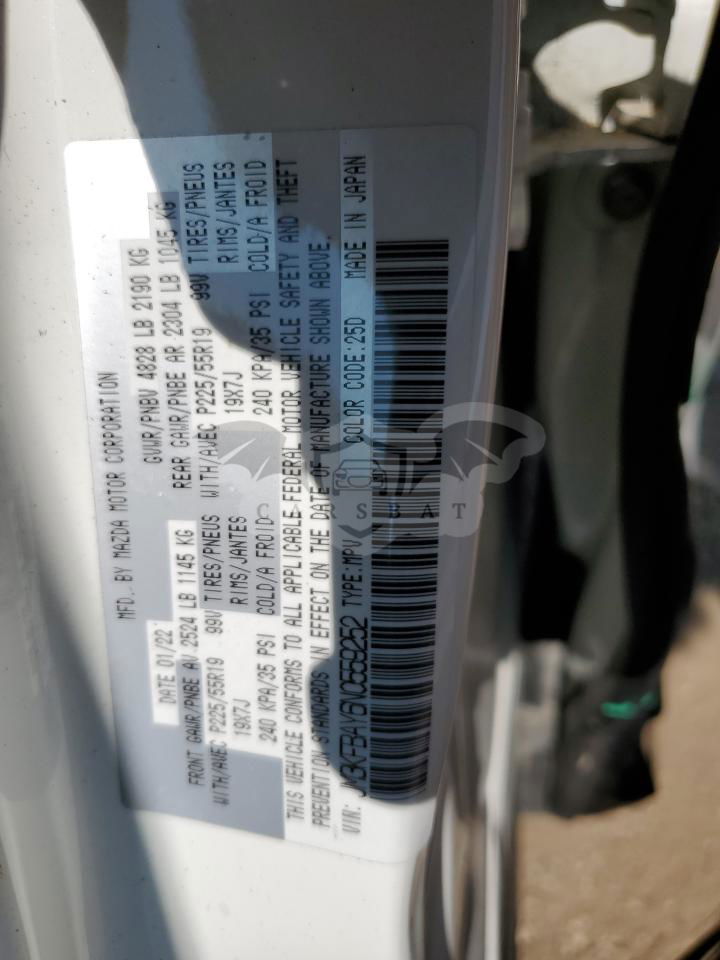 MFD. BY MAZDA MOTOR CORPORATION
DATE 01/22 GVWR/PNBV 4828 LB 2190 KG
FRONT GAWR/PNBE AV 2524 LB 1145 KG REAR GAWR/PNBE AR 2304 LB 1045 KG
WITH/AVEC P225/55R19 99V TIRES/PNEUS WITH/AVEC P225/55R19 99V TIRES/PNEUS
19X7J RIMS/JANTES 19X7J RIMS/JANTES
240 KPA/35 PSI COLD/A FROID 240 KPA/35 PSI COLD/A FROID
THIS VEHICLE CONFORMS TO ALL APPLICABLE FEDERAL MOTOR VEHICLE SAFETY AND THEFT
PREVENTION STANDARDS IN EFFECT ON THE DATE OF MANUFACTURE SHOWN ABOVE.
VIN: JM3KFBAY6N0559252 TYPE:MPV COLOR CODE:25D MADE IN JAPAN
CARSBAT